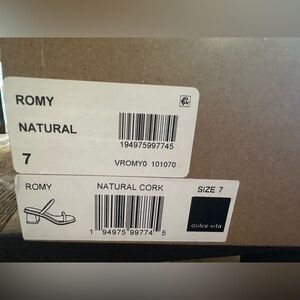 ROMY
NATURAL
194975997745
7
VROMY0 101070
ROMY NATURAL CORK SIZE 7
1 94975 99774 5
dolce vita